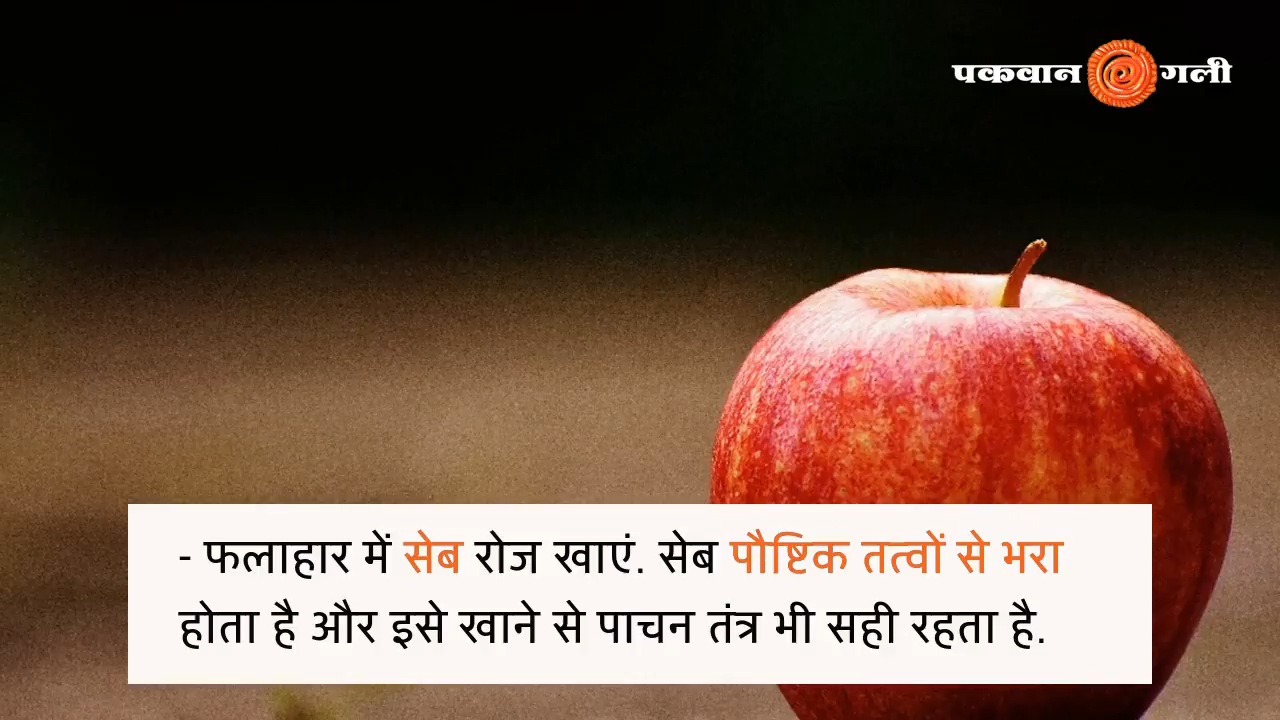 पकवान गली
- फलाहार में सेब रोज खाएं. सेब पौष्टिक तत्वों से भरा
होता है और इसे खाने से पाचन तंत्र भी सही रहता है.